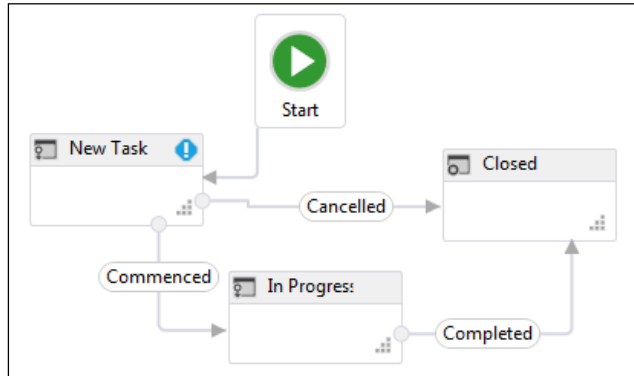 Start
New Task
Closed
Cancelled
Commenced
In Progress
Completed